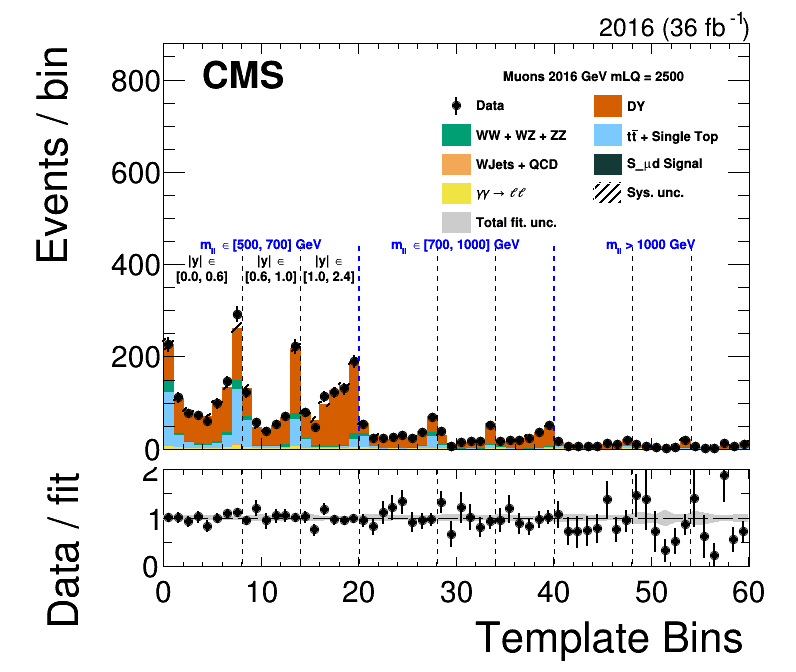 2016 (36 fb⁻¹)
Events / bin
CMS
Muons 2016 GeV mLQ = 2500
Data
DY
WW + WZ + ZZ
tt̄ + Single Top
WJets + QCD
S_μd Signal
γγ → ℓℓ
Sys. unc.
Total fit. unc.
800
600
400
200
0
m_ll ∈ [500, 700] GeV
m_ll ∈ [700, 1000] GeV
m_ll > 1000 GeV
|y| ∈
[0.0, 0.6]
|y| ∈
[0.6, 1.0]
|y| ∈
[1.0, 2.4]
Data / fit
2
1
0
0 10 20 30 40 50 60
Template Bins